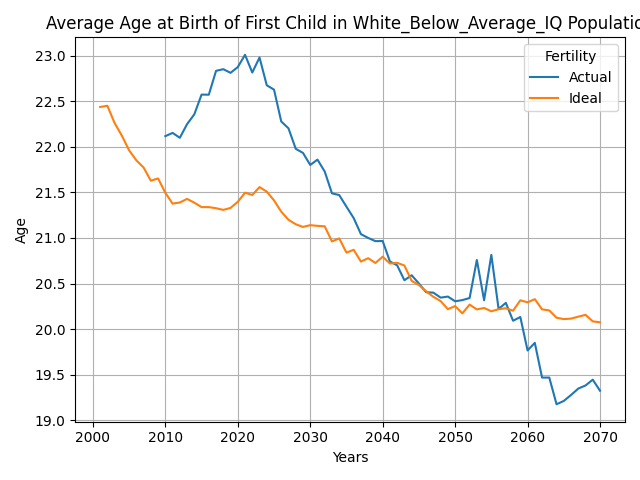 Average Age at Birth of First Child in White_Below_Average_IQ Populatio
Fertility
Actual
Ideal
23.0
22.5
22.0
21.5
21.0
20.5
20.0
19.5
19.0
Age
2000
2010
2020
2030
2040
2050
2060
2070
Years